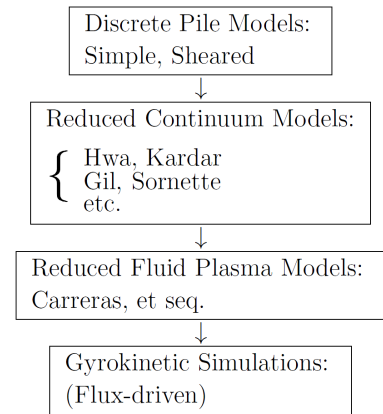 Discrete Pile Models:
Simple, Sheared
↓
Reduced Continuum Models:
{ Hwa, Kardar
Gil, Sornette
etc.
↓
Reduced Fluid Plasma Models:
Carreras, et seq.
↓
Gyrokinetic Simulations:
(Flux-driven)